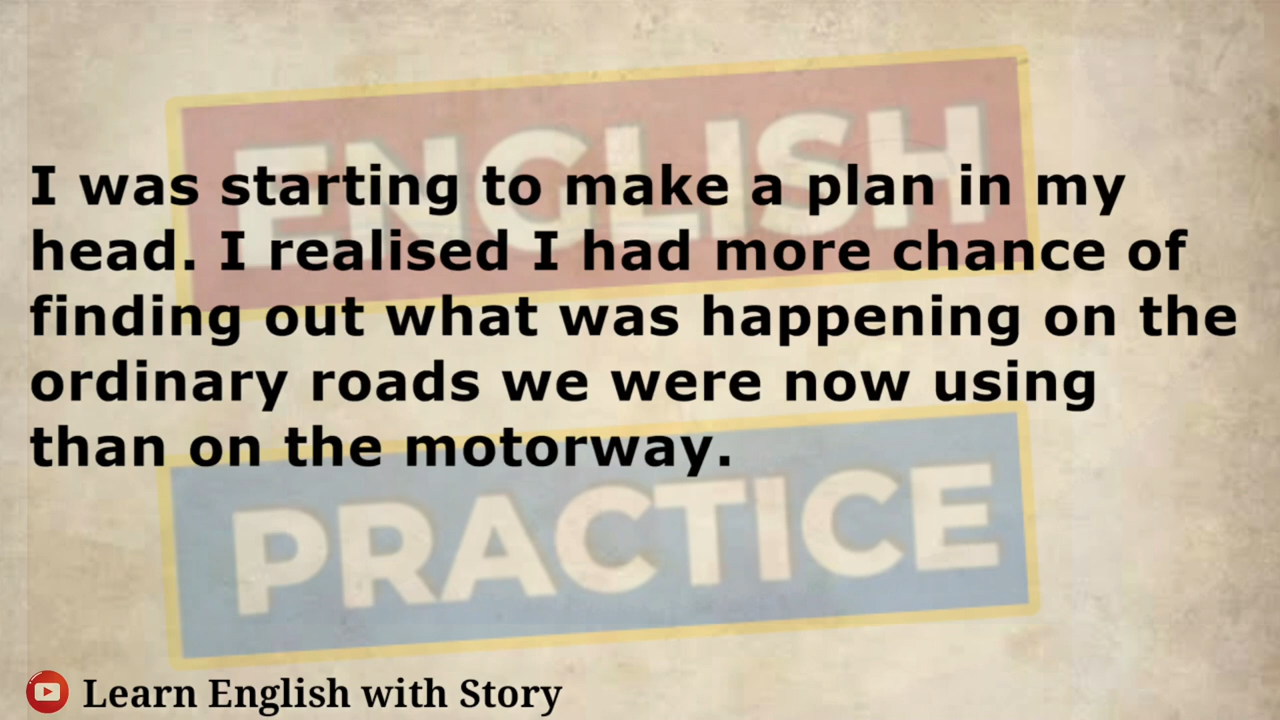 ENGLISH
I was starting to make a plan in my
head. I realised I had more chance of
finding out what was happening on the
ordinary roads we were now using
than on the motorway.
PRACTICE
Learn English with Story